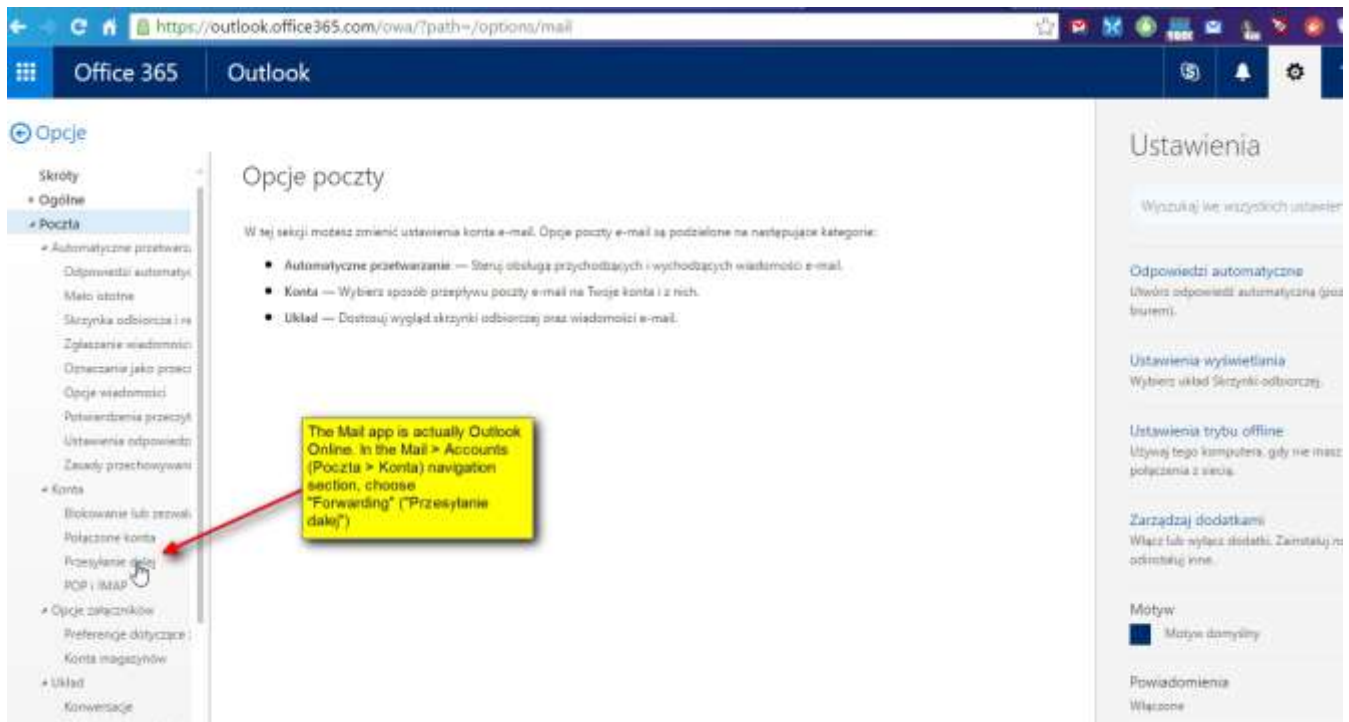 https://outlook.office365.com/owa/?path=/options/mail
Office 365
Outlook
Opcje
Skróty
Ogólne
Poczta
Automatyczne przetwarz
Odpowiedzi automatyc
Mało istotne
Skrzynka odbiorcza i re
Zgłaszanie wiadomości
Oznaczanie jako przecz
Opcje wiadomości
Potwierdzenia przeczyt
Ustawienia odpowiedz
Zasady przechowywani
Konta
Blokowanie lub zezwal
Połączone konta
Przesyłanie dalej
POP i IMAP
Opcje załączników
Preferencje dotyczące
Konta magazynów
Układ
Konwersacje
Opcje poczty
W tej sekcji możesz zmienić ustawienia konta e-mail. Opcje poczty e-mail są podzielone na następujące kategorie:
Automatyczne przetwarzanie — Steruj obsługą przychodzących i wychodzących wiadomości e-mail.
Konta — Wybierz sposób przepływu poczty e-mail na Twoje konta i z nich.
Układ — Dostosuj wygląd skrzynki odbiorczej oraz wiadomości e-mail.
The Mail app is actually Outlook
Online. In the Mail > Accounts
(Poczta > Konta) navigation
section, choose
"Forwarding" ("Przesyłanie
dalej")
Ustawienia
Wyszukaj we wszystkich ustawien
Odpowiedzi automatyczne
Utwórz odpowiedź automatyczną (poz
biurem).
Ustawienia wyświetlania
Wybierz układ Skrzynki odbiorczej.
Ustawienia trybu offline
Używaj tego komputera, gdy nie masz
połączenia z siecią.
Zarządzaj dodatkami
Włącz lub wyłącz dodatki. Zainstaluj no
odinstaluj inne.
Motyw
Motyw domyślny
Powiadomienia
Włączone